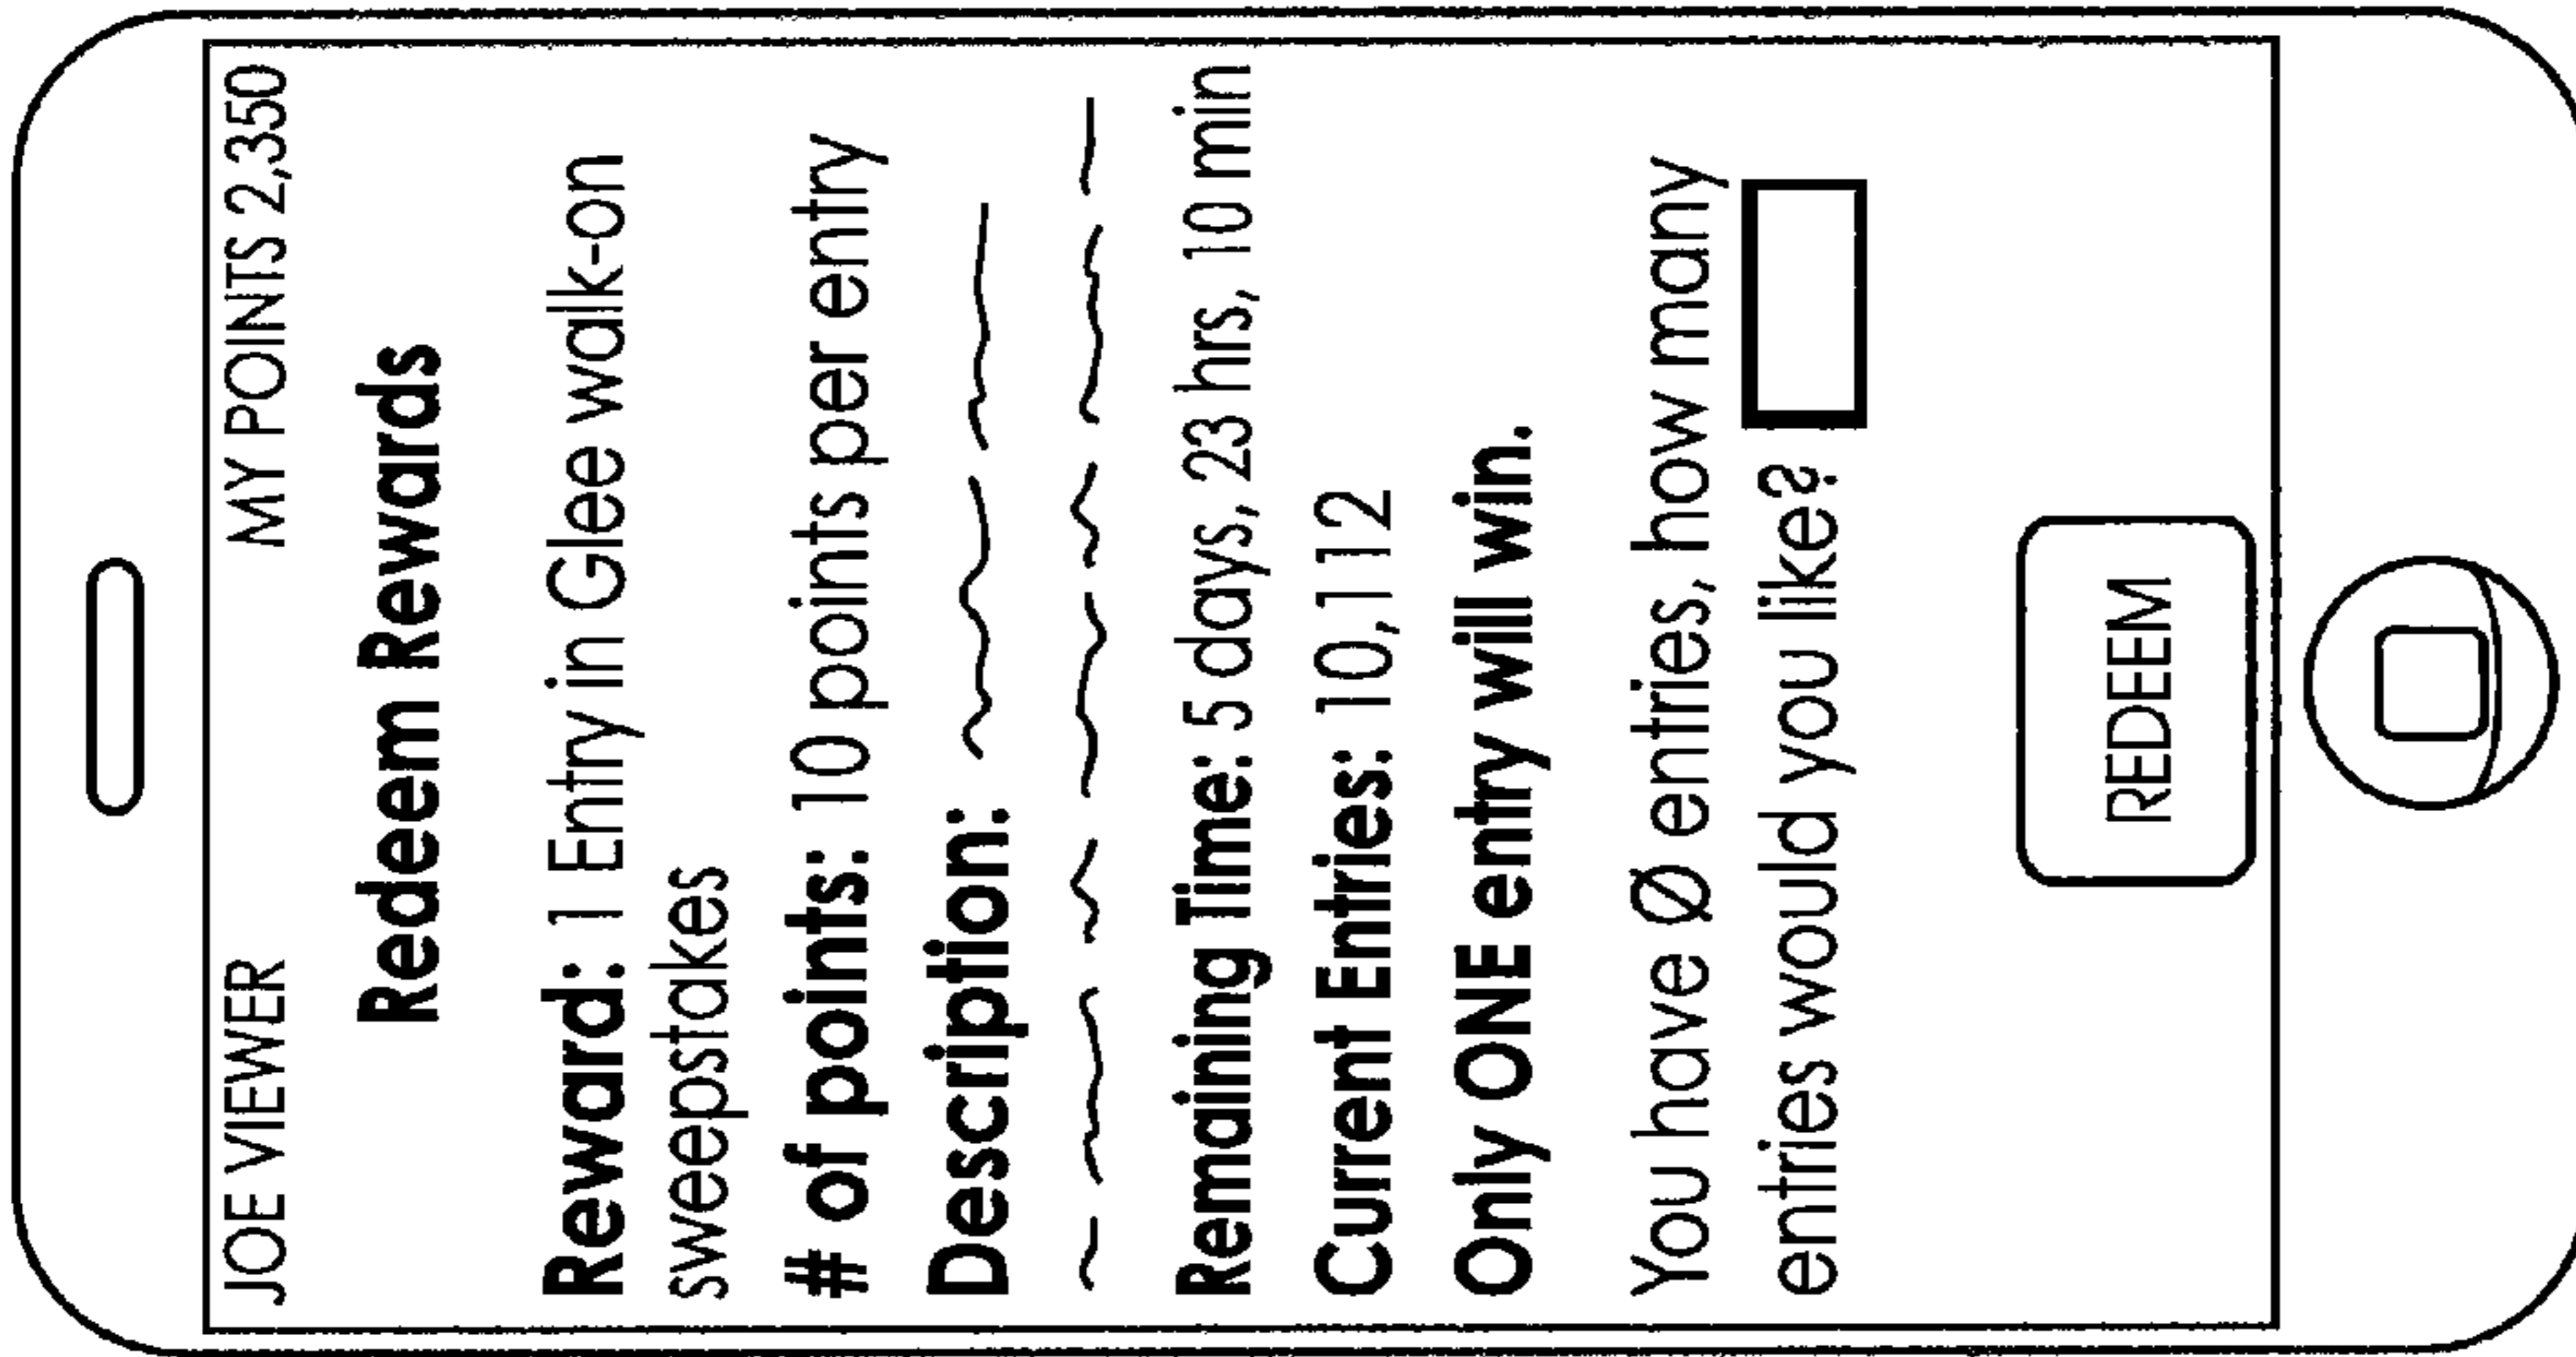 JOE VIEWER MY POINTS 2,350
Redeem Rewards
Reward: 1 Entry in Glee walk-on
sweepstakes
# of points: 10 points per entry
Description:
Remaining Time: 5 days, 23 hrs, 10 min
Current Entries: 10,112
Only ONE entry will win.
You have Ø entries, how many
entries would you like?
REDEEM